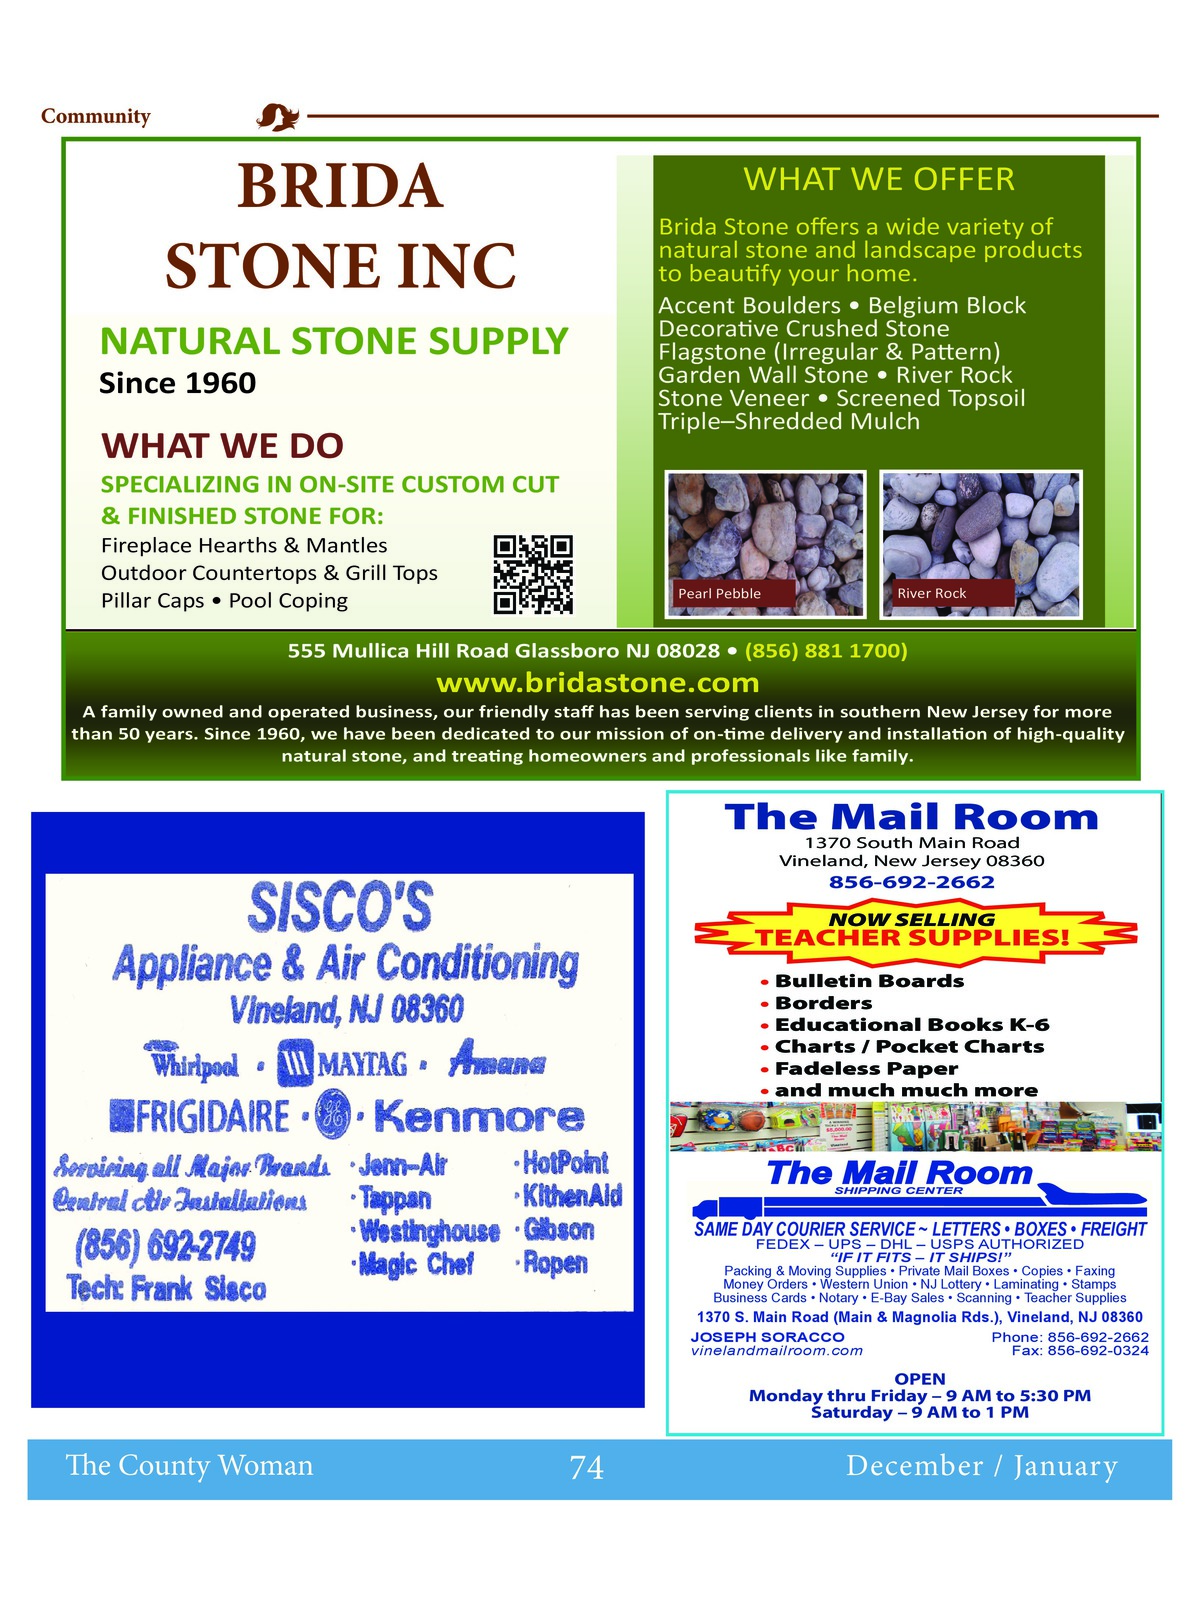 Community
BRIDA
STONE INC
NATURAL STONE SUPPLY
Since 1960
WHAT WE DO
SPECIALIZING IN ON-SITE CUSTOM CUT
& FINISHED STONE FOR:
Fireplace Hearths & Mantles
Outdoor Countertops & Grill Tops
Pillar Caps • Pool Coping
WHAT WE OFFER
Brida Stone offers a wide variety of
natural stone and landscape products
to beautify your home.
Accent Boulders • Belgium Block
Decorative Crushed Stone
Flagstone (Irregular & Pattern)
Garden Wall Stone • River Rock
Stone Veneer • Screened Topsoil
Triple–Shredded Mulch
Pearl Pebble
River Rock
555 Mullica Hill Road Glassboro NJ 08028 • (856) 881 1700)
www.bridastone.com
A family owned and operated business, our friendly staff has been serving clients in southern New Jersey for more
than 50 years. Since 1960, we have been dedicated to our mission of on-time delivery and installation of high-quality
natural stone, and treating homeowners and professionals like family.
SISCO'S
Appliance & Air Conditioning
Vineland, NJ 08360
Whirlpool · MAYTAG · Amana
FRIGIDAIRE · GE · Kenmore
Servicing all Major Brands
Central Air Installations
(856) 692-2749
Tech: Frank Sisco
· Jenn-Air
· Tappan
· Westinghouse
· Magic Chef
· HotPoint
· KithenAid
· Gibson
· Ropen
The Mail Room
1370 South Main Road
Vineland, New Jersey 08360
856-692-2662
NOW SELLING
TEACHER SUPPLIES!
• Bulletin Boards
• Borders
• Educational Books K-6
• Charts / Pocket Charts
• Fadeless Paper
• and much much more
The Mail Room
SHIPPING CENTER
SAME DAY COURIER SERVICE ~ LETTERS • BOXES • FREIGHT
FEDEX – UPS – DHL – USPS AUTHORIZED
“IF IT FITS – IT SHIPS!”
Packing & Moving Supplies • Private Mail Boxes • Copies • Faxing
Money Orders • Western Union • NJ Lottery • Laminating • Stamps
Business Cards • Notary • E-Bay Sales • Scanning • Teacher Supplies
1370 S. Main Road (Main & Magnolia Rds.), Vineland, NJ 08360
JOSEPH SORACCO
vinelandmailroom.com
Phone: 856-692-2662
Fax: 856-692-0324
OPEN
Monday thru Friday – 9 AM to 5:30 PM
Saturday – 9 AM to 1 PM
The County Woman
74
December / January